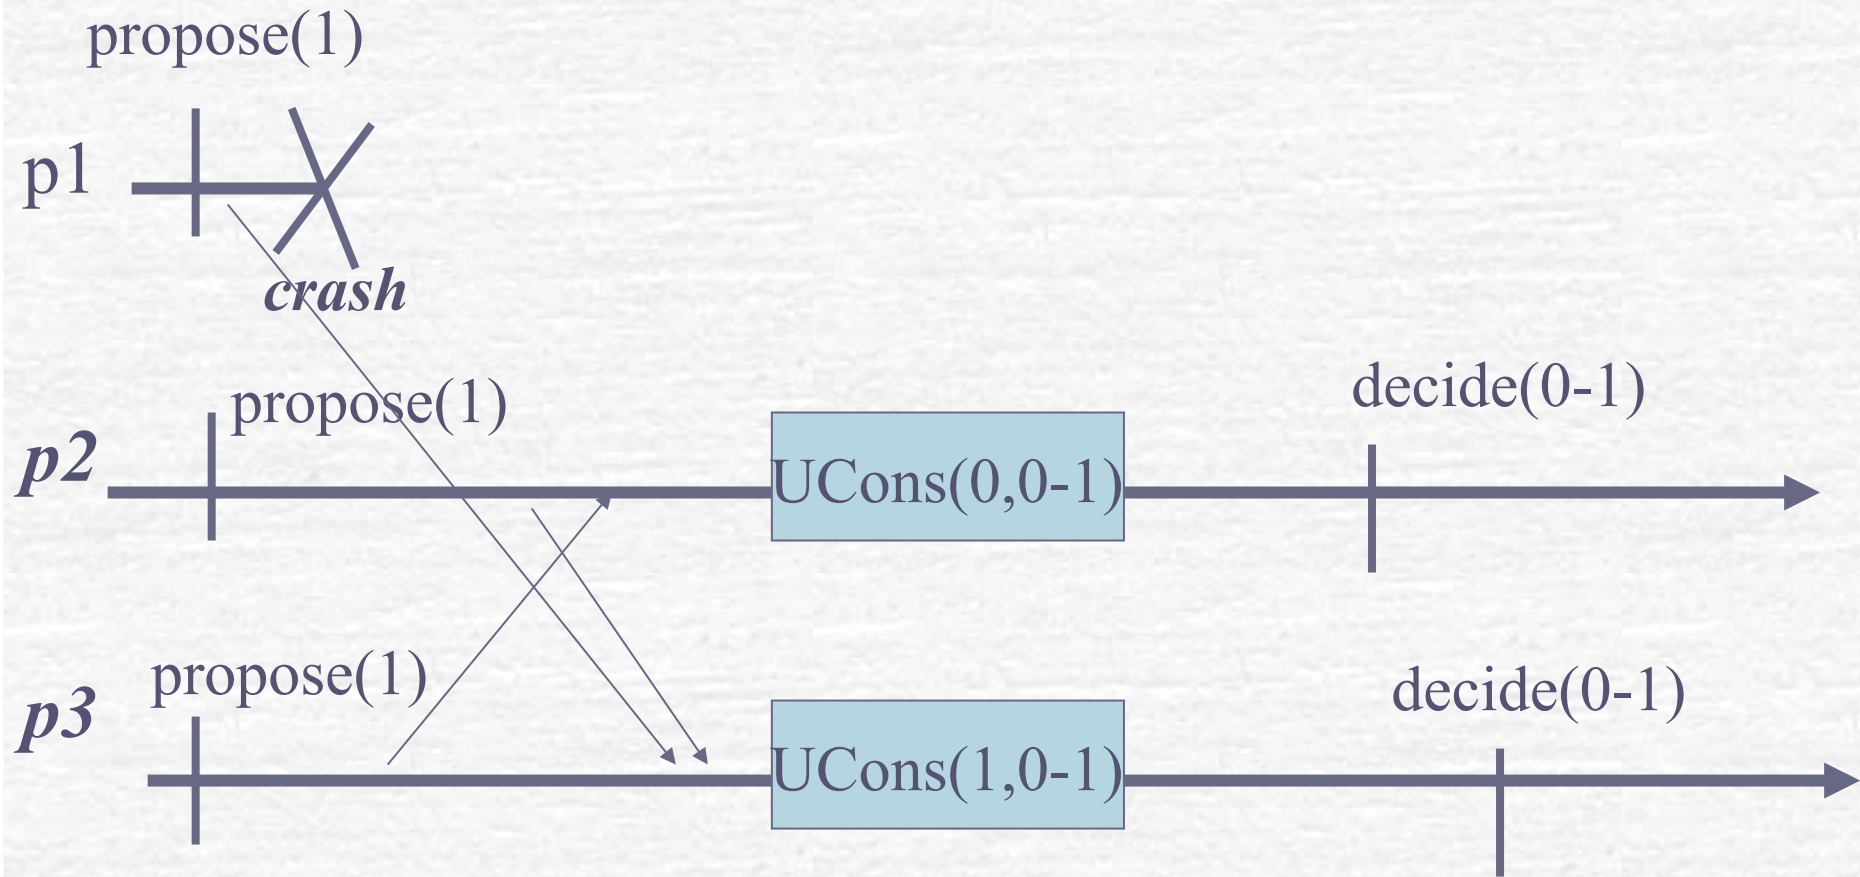 propose(1)
p1
crash
propose(1)
decide(0-1)
p2
UCons(0,0-1)
propose(1)
decide(0-1)
p3
UCons(1,0-1)